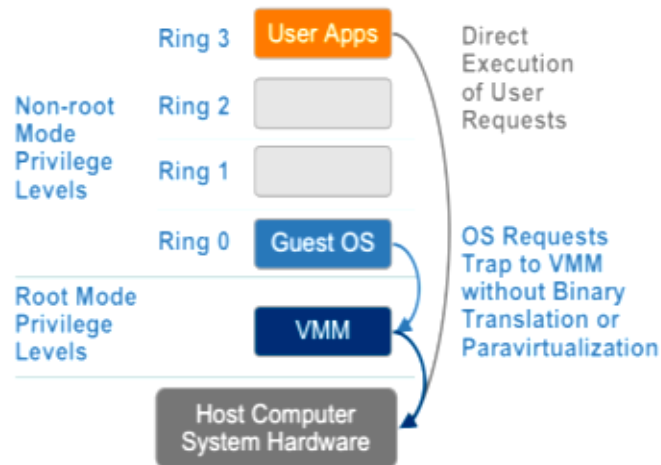 Ring 3
User Apps
Direct
Execution
of User
Requests
Non-root
Mode
Privilege
Levels
Ring 2
Ring 1
Ring 0
Guest OS
OS Requests
Trap to VMM
without Binary
Translation or
Paravirtualization
Root Mode
Privilege
Levels
VMM
Host Computer
System Hardware